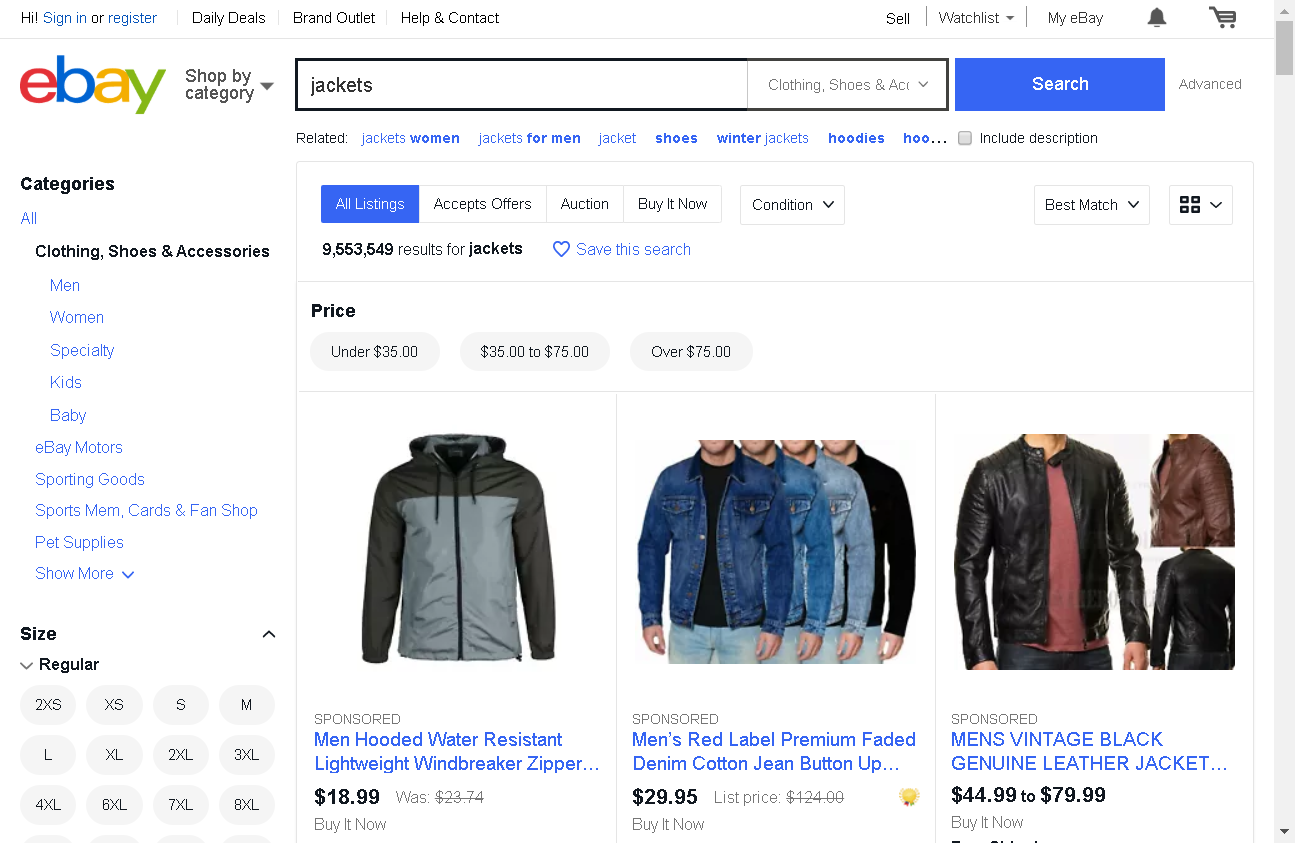 Hi! Sign in or register
Daily Deals
Brand Outlet
Help & Contact
Sell
Watchlist
My eBay
ebay
Shop by
category
jackets
Clothing, Shoes & Acc
Search
Advanced
Related: jackets women jackets for men jacket shoes winter jackets hoodies hoo...
Include description
Categories
All
Clothing, Shoes & Accessories
Men
Women
Specialty
Kids
Baby
eBay Motors
Sporting Goods
Sports Mem, Cards & Fan Shop
Pet Supplies
Show More
Size
Regular
2XS XS S M
L XL 2XL 3XL
4XL 6XL 7XL 8XL
All Listings
Accepts Offers
Auction
Buy It Now
Condition
Best Match
9,553,549 results for jackets
Save this search
Price
Under $35.00
$35.00 to $75.00
Over $75.00
SPONSORED
Men Hooded Water Resistant
Lightweight Windbreaker Zipper...
$18.99 Was: $23.74
Buy It Now
SPONSORED
Men's Red Label Premium Faded
Denim Cotton Jean Button Up...
$29.95 List price: $124.00
Buy It Now
SPONSORED
MENS VINTAGE BLACK
GENUINE LEATHER JACKET...
$44.99 to $79.99
Buy It Now